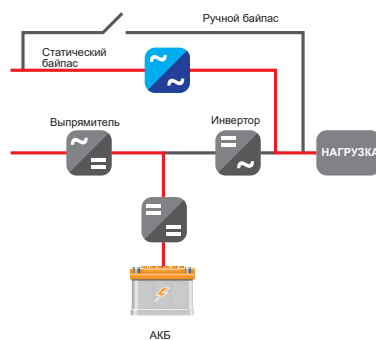 Ручной байпас
Статический
байпас
Выпрямитель
Инвертор
НАГРУЗКА
АКБ